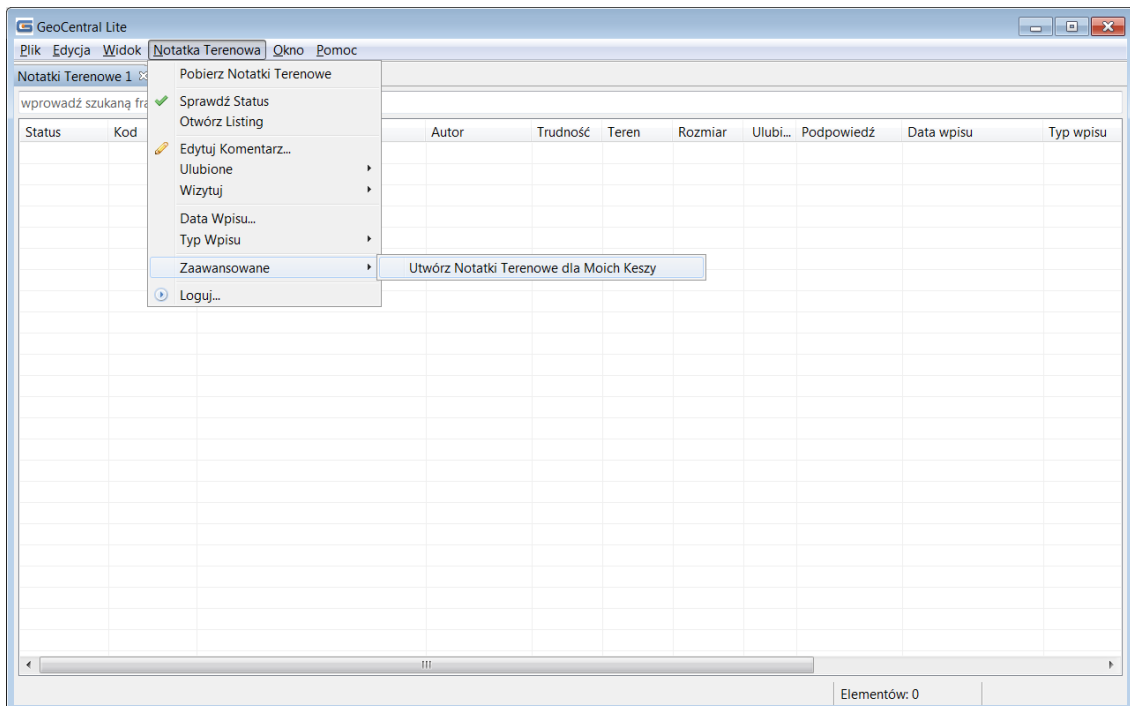 GeoCentral Lite
Plik Edycja Widok Notatka Terenowa Okno Pomoc
Notatki Terenowe 1
Pobierz Notatki Terenowe
wprowadź szukaną fra
Sprawdź Status
Otwórz Listing
Status Kod Autor Trudność Teren Rozmiar Ulubi... Podpowiedź Data wpisu Typ wpisu
Edytuj Komentarz...
Ulubione
Wizytuj
Data Wpisu...
Typ Wpisu
Zaawansowane Utwórz Notatki Terenowe dla Moich Keszy
Loguj...
Elementów: 0